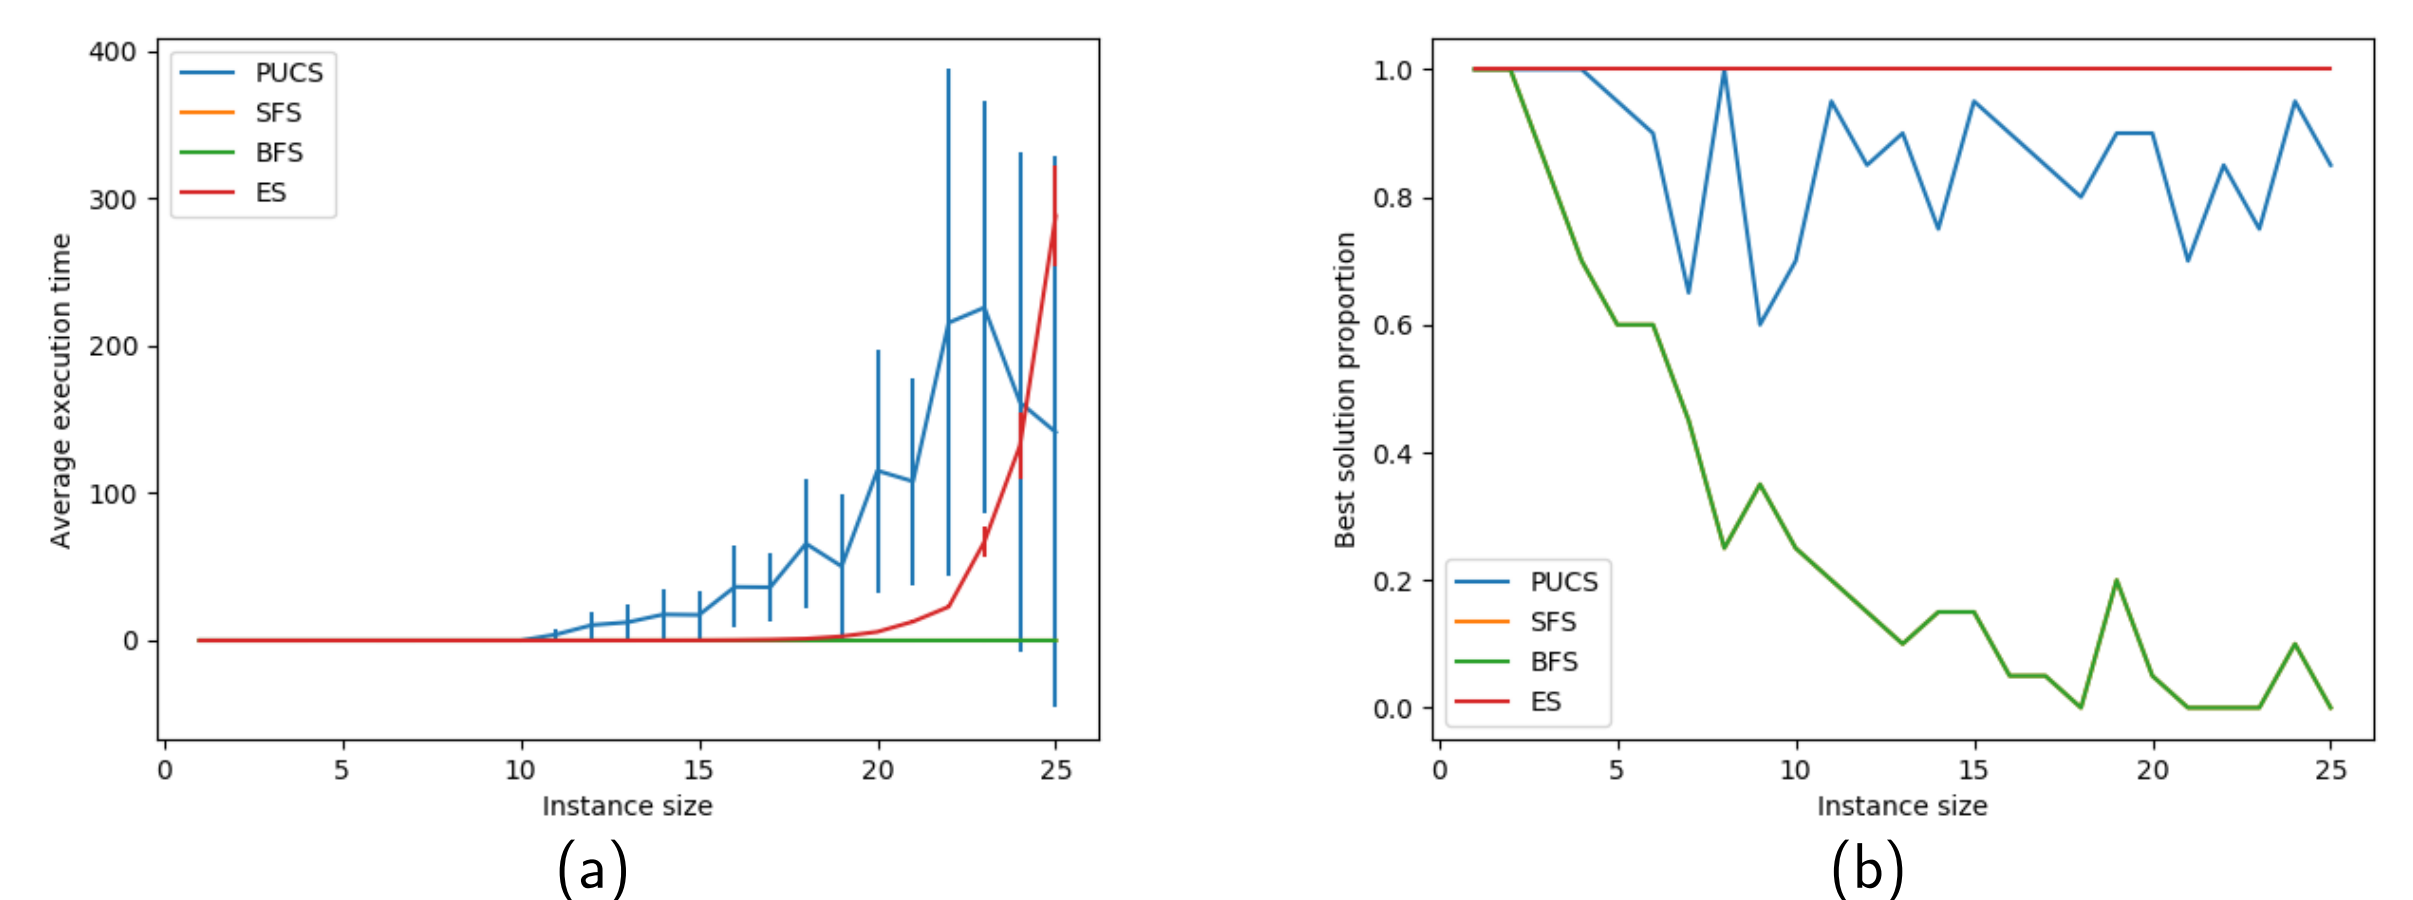 400
300
200
100
0
Average execution time
PUCS
SFS
BFS
ES
0 5 10 15 20 25
Instance size
(a)
1.0
0.8
0.6
0.4
0.2
0.0
Best solution proportion
PUCS
SFS
BFS
ES
0 5 10 15 20 25
Instance size
(b)